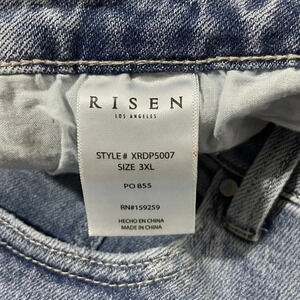 RISEN
LOS ANGELES
STYLE# XRDP5007
SIZE 3XL
PO 855
RN#159259
HECHO EN CHINA
MADE IN CHINA